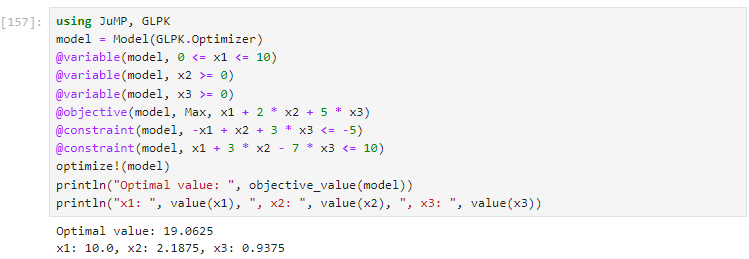 [157]:
using JuMP, GLPK
model = Model(GLPK.Optimizer)
@variable(model, 0 <= x1 <= 10)
@variable(model, x2 >= 0)
@variable(model, x3 >= 0)
@objective(model, Max, x1 + 2 * x2 + 5 * x3)
@constraint(model, -x1 + x2 + 3 * x3 <= -5)
@constraint(model, x1 + 3 * x2 - 7 * x3 <= 10)
optimize!(model)
println("Optimal value: ", objective_value(model))
println("x1: ", value(x1), ", x2: ", value(x2), ", x3: ", value(x3))
Optimal value: 19.0625
x1: 10.0, x2: 2.1875, x3: 0.9375